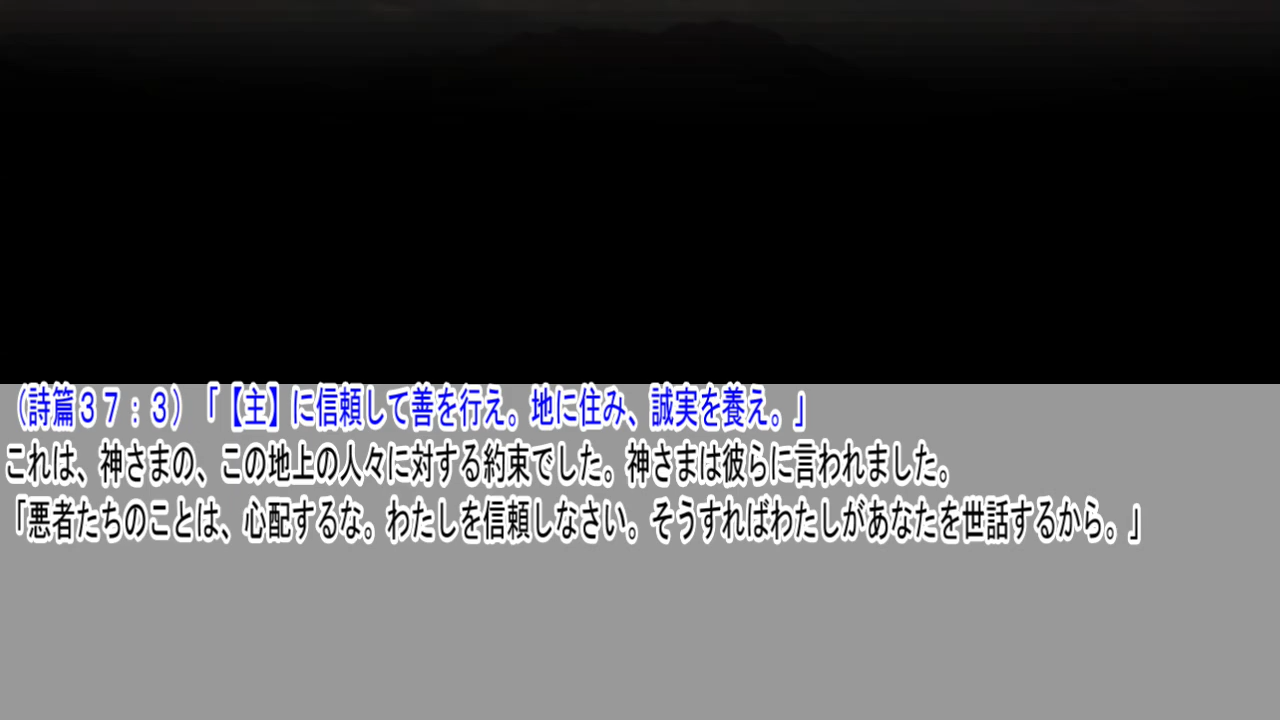 （詩篇３７：３）「【主】に信頼して善を行え。地に住み、誠実を養え。」
これは、神さまの、この地上の人々に対する約束でした。神さまは彼らに言われました。
「悪者たちのことは、心配するな。わたしを信頼しなさい。そうすればわたしがあなたを世話するから。」